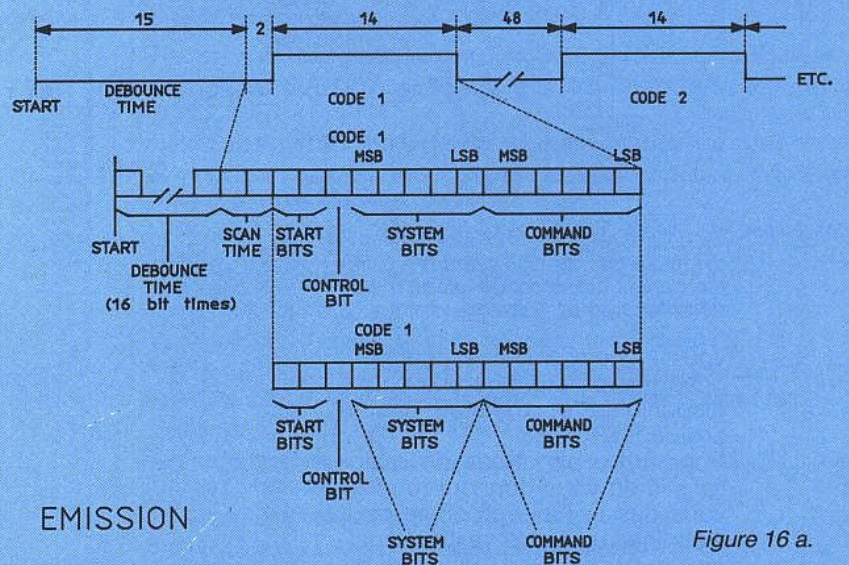 15 2 14 48 14
START DEBOUNCE TIME CODE 1 CODE 2 ETC.
CODE 1
MSB LSB MSB LSB
START DEBOUNCE TIME (16 bit times) SCAN TIME START BITS CONTROL BIT SYSTEM BITS COMMAND BITS
CODE 1
MSB LSB MSB LSB
START BITS CONTROL BIT SYSTEM BITS COMMAND BITS
EMISSION
SYSTEM BITS COMMAND BITS
Figure 16 a.